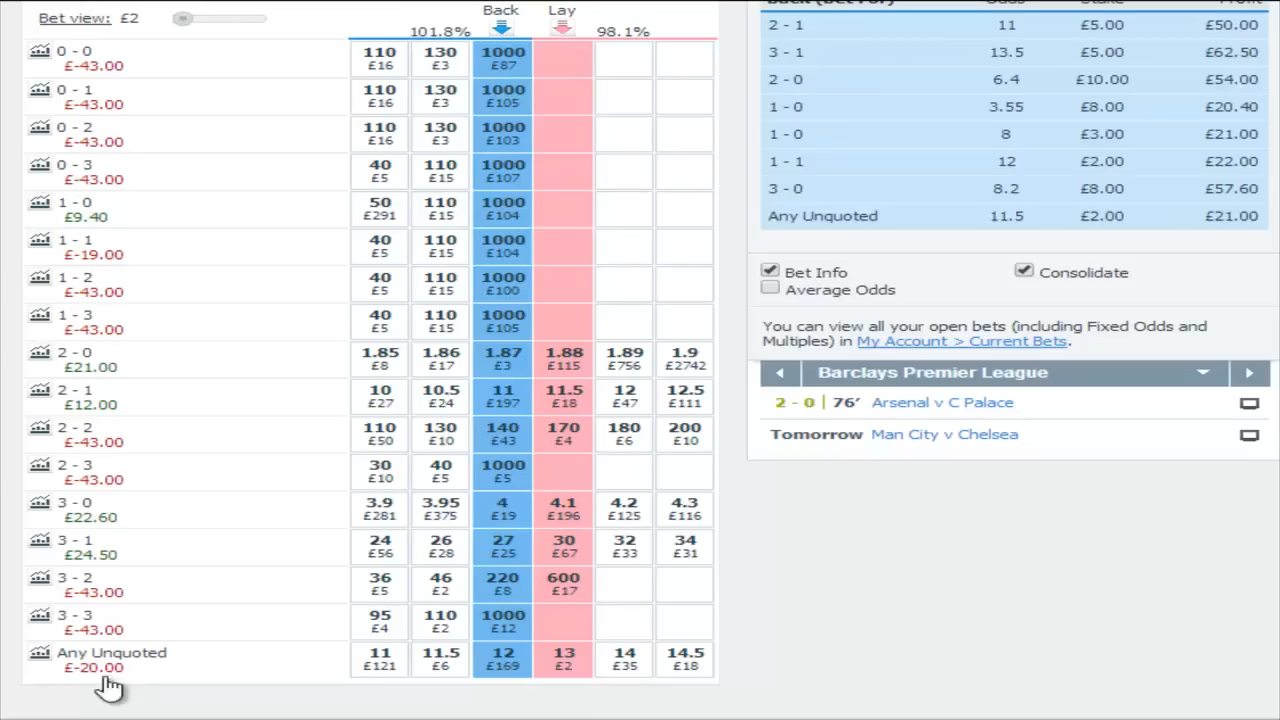 Bet view: £2
Back Lay
101.8% 98.1%
0 - 0 110 130 1000
£-43.00 £16 £3 £87
0 - 1 110 130 1000
£-43.00 £16 £3 £105
0 - 2 110 130 1000
£-43.00 £16 £3 £103
0 - 3 40 110 1000
£-43.00 £5 £15 £107
1 - 0 50 110 1000
£9.40 £291 £15 £104
1 - 1 40 110 1000
£-19.00 £5 £15 £104
1 - 2 40 110 1000
£-43.00 £5 £15 £100
1 - 3 40 110 1000
£-43.00 £5 £15 £105
2 - 0 1.85 1.86 1.87 1.88 1.89 1.9
£21.00 £8 £17 £3 £115 £756 £2742
2 - 1 10 10.5 11 11.5 12 12.5
£12.00 £27 £24 £197 £18 £47 £111
2 - 2 110 130 140 170 180 200
£-43.00 £50 £10 £43 £4 £6 £10
2 - 3 30 40 1000
£-43.00 £10 £5 £5
3 - 0 3.9 3.95 4 4.1 4.2 4.3
£22.60 £281 £375 £19 £196 £125 £116
3 - 1 24 26 27 30 32 34
£24.50 £56 £28 £25 £67 £33 £31
3 - 2 36 46 220 600
£-43.00 £5 £2 £8 £17
3 - 3 95 110 1000
£-43.00 £4 £2 £12
Any Unquoted 11 11.5 12 13 14 14.5
£-20.00 £121 £6 £169 £2 £35 £18
Back (Bet For) Odds Stake Profit
2 - 1 11 £5.00 £50.00
3 - 1 13.5 £5.00 £62.50
2 - 0 6.4 £10.00 £54.00
1 - 0 3.55 £8.00 £20.40
1 - 0 8 £3.00 £21.00
1 - 1 12 £2.00 £22.00
3 - 0 8.2 £8.00 £57.60
Any Unquoted 11.5 £2.00 £21.00
Bet Info Consolidate
Average Odds
You can view all your open bets (including Fixed Odds and
Multiples) in My Account > Current Bets.
Barclays Premier League
2 - 0 | 76′ Arsenal v C Palace
Tomorrow Man City v Chelsea